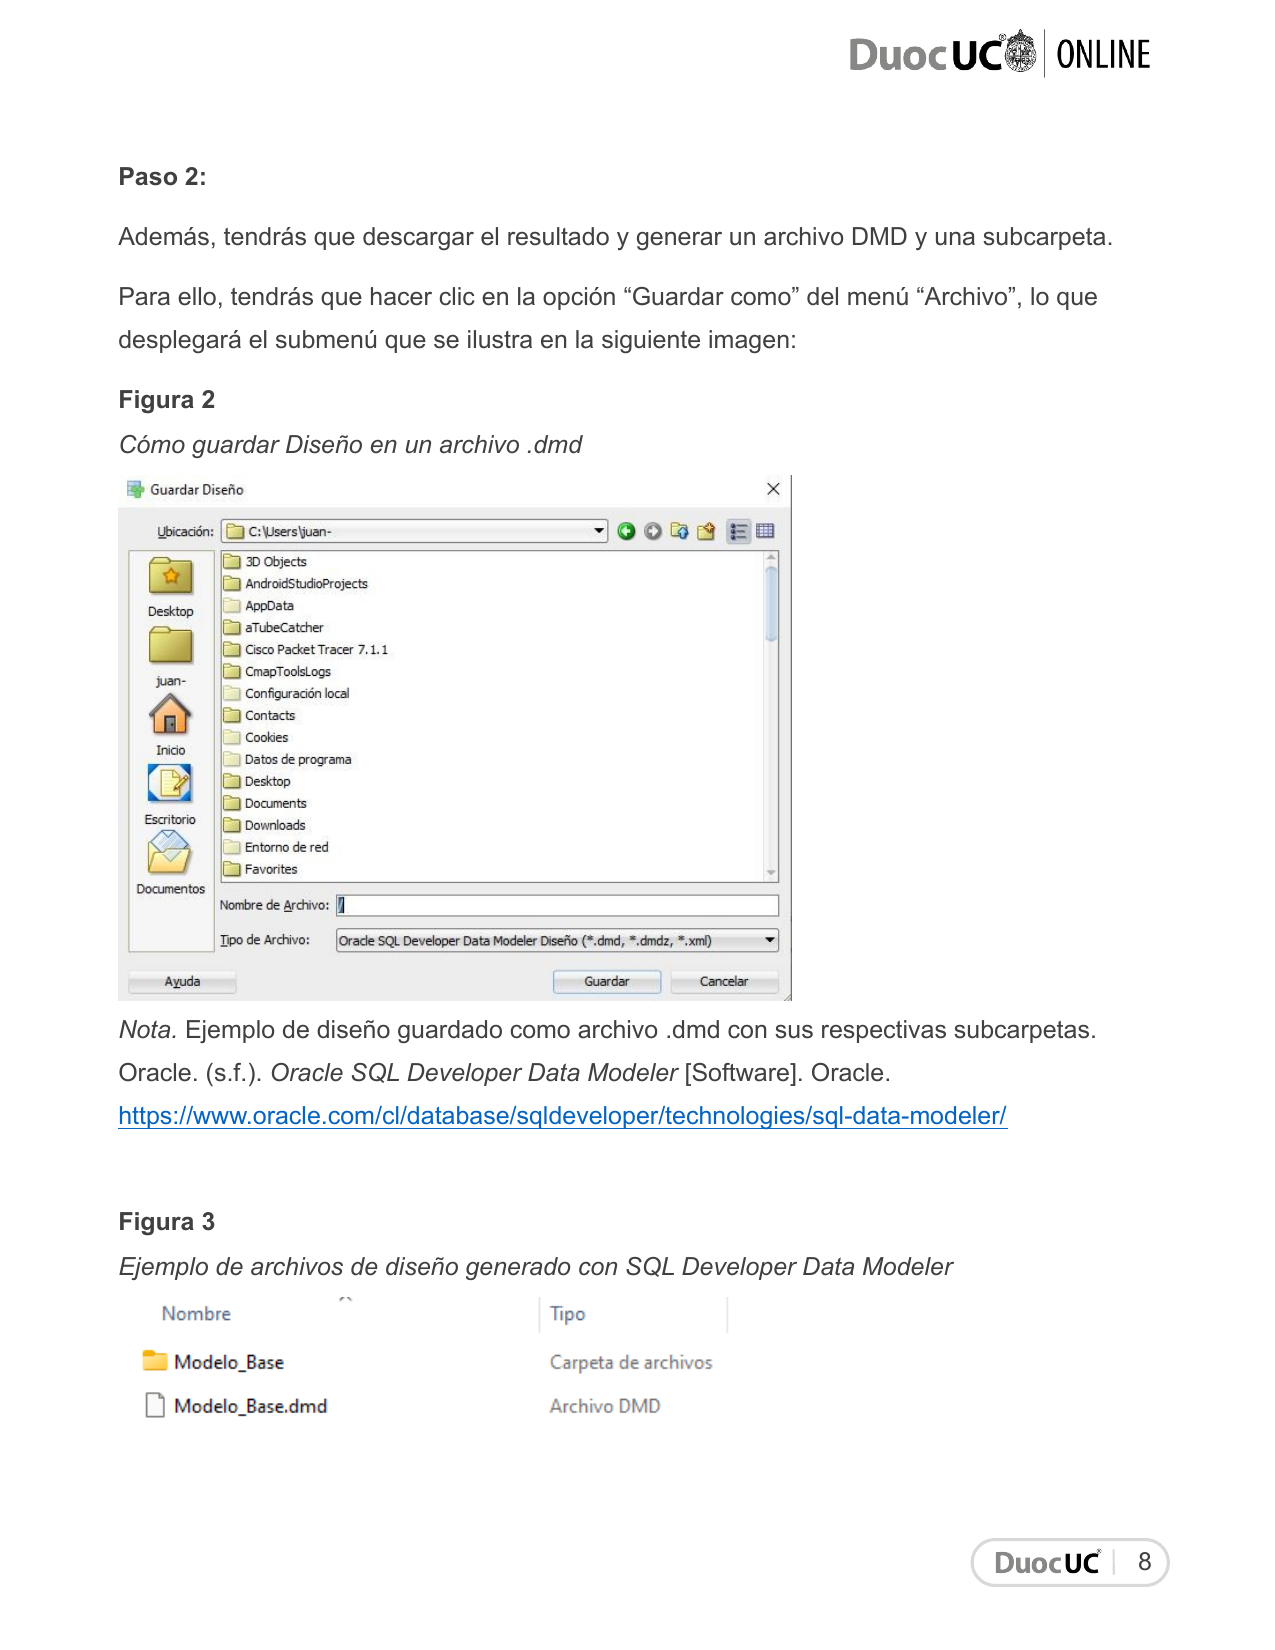 DuocUC® | ONLINE
Paso 2:
Además, tendrás que descargar el resultado y generar un archivo DMD y una subcarpeta.
Para ello, tendrás que hacer clic en la opción “Guardar como” del menú “Archivo”, lo que
desplegará el submenú que se ilustra en la siguiente imagen:
Figura 2
Cómo guardar Diseño en un archivo .dmd
Guardar Diseño
Ubicación: C:\Users\juan-
Desktop
juan-
Inicio
Escritorio
Documentos
3D Objects
AndroidStudioProjects
AppData
aTubeCatcher
Cisco Packet Tracer 7.1.1
CmapToolsLogs
Configuración local
Contacts
Cookies
Datos de programa
Desktop
Documents
Downloads
Entorno de red
Favorites
Nombre de Archivo: /
Tipo de Archivo: Oracle SQL Developer Data Modeler Diseño (*.dmd, *.dmdz, *.xml)
Ayuda Guardar Cancelar
Nota. Ejemplo de diseño guardado como archivo .dmd con sus respectivas subcarpetas.
Oracle. (s.f.). Oracle SQL Developer Data Modeler [Software]. Oracle.
https://www.oracle.com/cl/database/sqldeveloper/technologies/sql-data-modeler/
Figura 3
Ejemplo de archivos de diseño generado con SQL Developer Data Modeler
Nombre Tipo
Modelo_Base Carpeta de archivos
Modelo_Base.dmd Archivo DMD
DuocUC® | 8